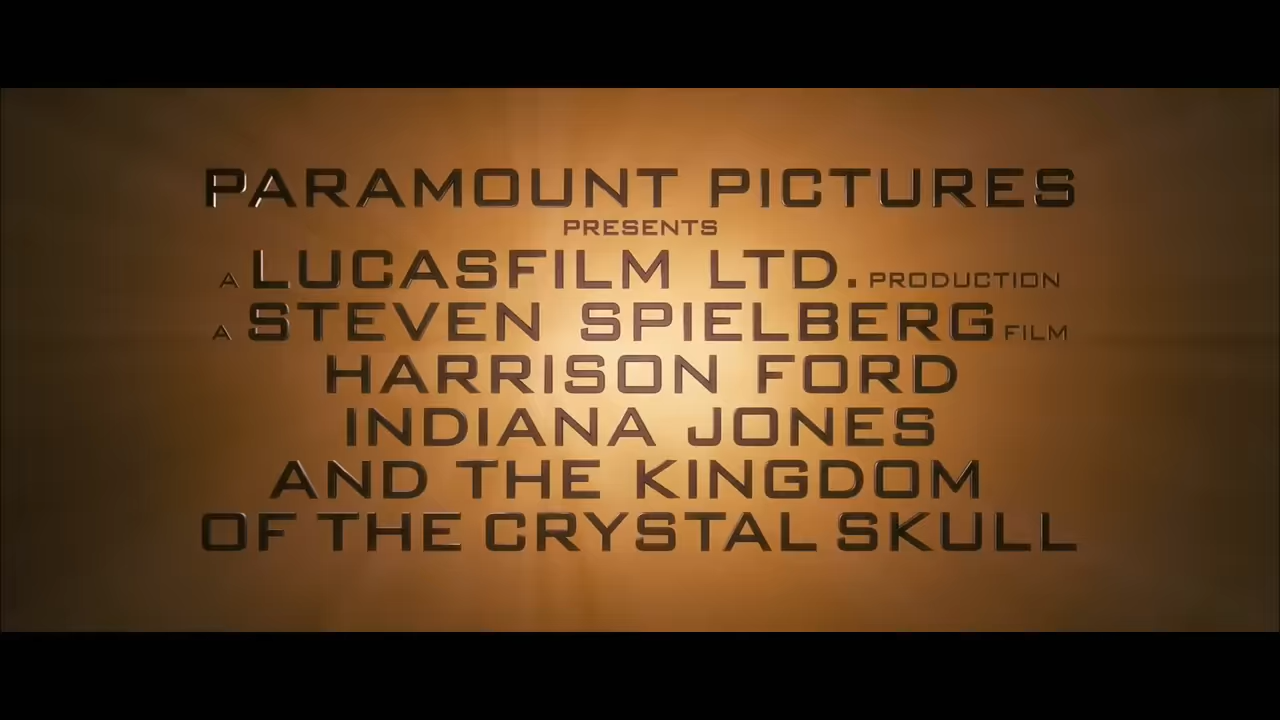 PARAMOUNT PICTURES
PRESENTS
A LUCASFILM LTD. PRODUCTION
A STEVEN SPIELBERG FILM
HARRISON FORD
INDIANA JONES
AND THE KINGDOM
OF THE CRYSTAL SKULL